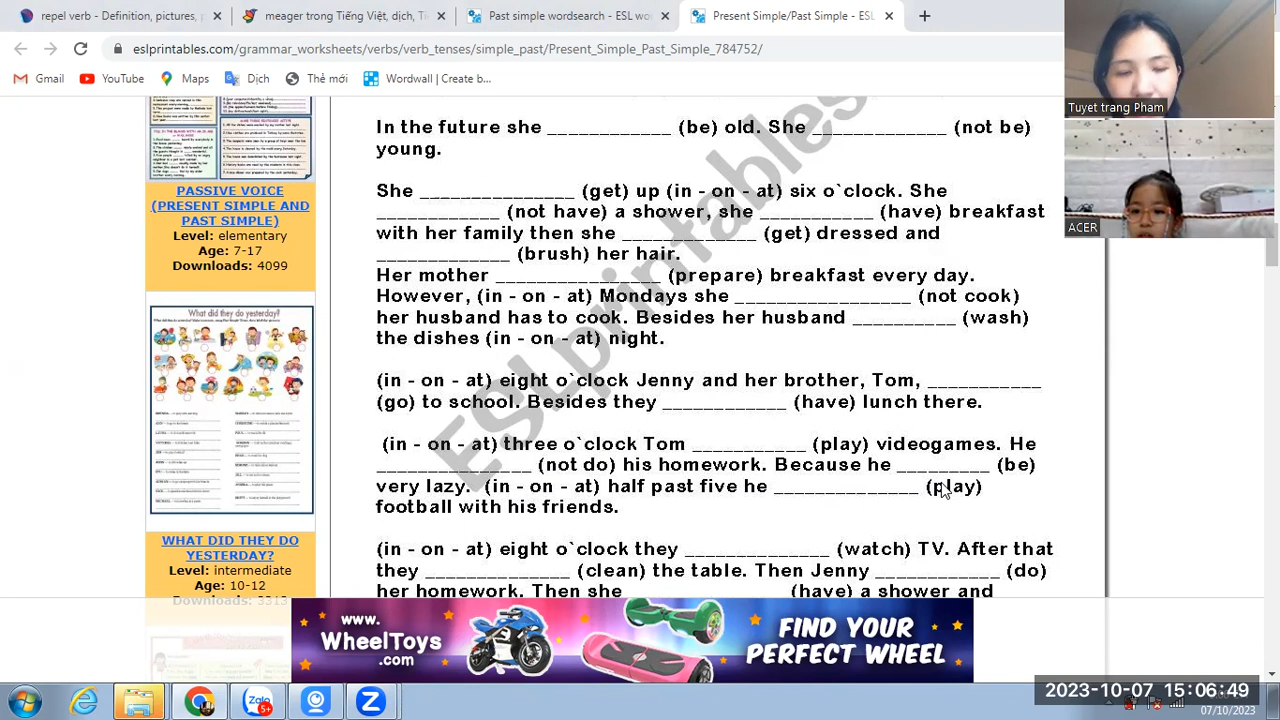 repel verb - Definition, pictures, p
meager trong Tiếng Việt, dịch, T
Past simple wordsearch - ESL wo
Present Simple/Past Simple - ESL
eslprintables.com/grammar_worksheets/verbs/verb_tenses/simple_past/Present_Simple_Past_Simple_784752/
Gmail
YouTube
Maps
Dịch
Thẻ mới
Wordwall | Create b...
Tuyet trang Pham
ACER
PASSIVE VOICE
(PRESENT SIMPLE AND
PAST SIMPLE)
Level: elementary
Age: 7-17
Downloads: 4099
What did they do yesterday?
WHAT DID THEY DO
YESTERDAY?
Level: intermediate
Age: 10-12
Downloads: 3313
In the future she ____________ (be) old. She _____________ (not be)
young.
She _______________ (get) up (in - on - at) six o`clock. She
____________ (not have) a shower, she ___________ (have) breakfast
with her family then she _____________ (get) dressed and
_____________ (brush) her hair.
Her mother ________________ (prepare) breakfast every day.
However, (in - on - at) Mondays she _________________ (not cook)
her husband has to cook. Besides her husband __________ (wash)
the dishes (in - on - at) night.
(in - on - at) eight o`clock Jenny and her brother, Tom, ___________
(go) to school. Besides they ____________ (have) lunch there.
(in - on - at) three o`clock Tom ____________ (play) videogames. He
_______________ (not do) his homework. Because he _________ (be)
very lazy. (in - on - at) half past five he ______________ (play)
football with his friends.
(in - on - at) eight o`clock they ______________ (watch) TV. After that
they ______________ (clean) the table. Then Jenny ____________ (do)
her homework. Then she ________________ (have) a shower and
www.
WheelToys
.com
FIND YOUR
PERFECT WHEEL
Zalo
5+
2023-10-07 15:06:49
07/10/2023